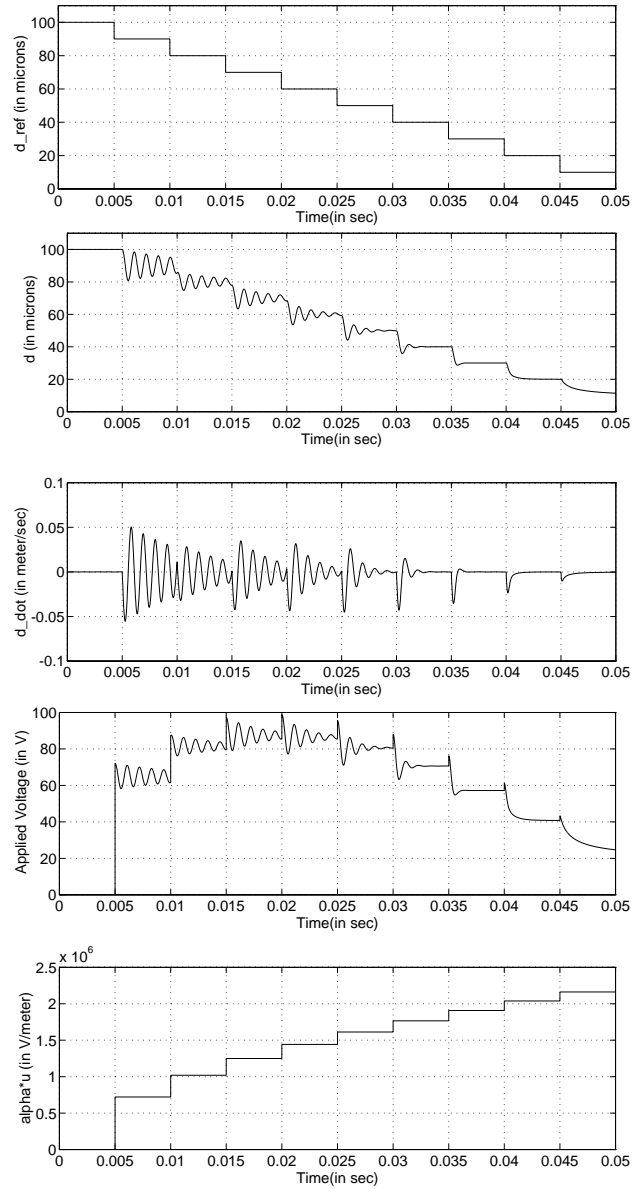 d_ref (in microns)
100
80
60
40
20
0
0 0.005 0.01 0.015 0.02 0.025 0.03 0.035 0.04 0.045 0.05
Time(in sec)
d (in microns)
100
80
60
40
20
0
0 0.005 0.01 0.015 0.02 0.025 0.03 0.035 0.04 0.045 0.05
Time(in sec)
d_dot (in meter/sec)
0.1
0.05
0
-0.05
-0.1
0 0.005 0.01 0.015 0.02 0.025 0.03 0.035 0.04 0.045 0.05
Time(in sec)
Applied Voltage (in V)
100
80
60
40
20
0
0 0.005 0.01 0.015 0.02 0.025 0.03 0.035 0.04 0.045 0.05
Time(in sec)
alpha*u (in V/meter)
x 10^6
2.5
2
1.5
1
0.5
0
0 0.005 0.01 0.015 0.02 0.025 0.03 0.035 0.04 0.045 0.05
Time(in sec)